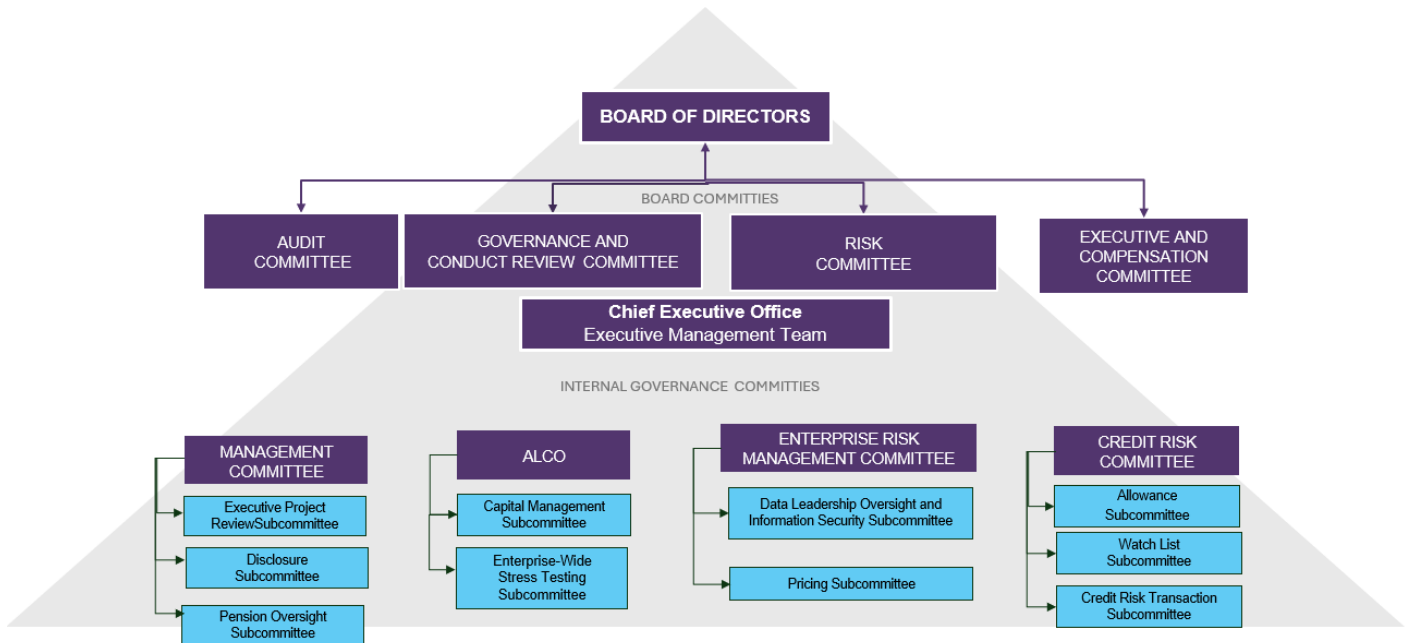 BOARD OF DIRECTORS
BOARD COMMITTIES
AUDIT
COMMITTEE
GOVERNANCE AND
CONDUCT REVIEW COMMITTEE
RISK
COMMITTEE
EXECUTIVE AND
COMPENSATION
COMMITTEE
Chief Executive Office
Executive Management Team
INTERNAL GOVERNANCE COMMITTIES
MANAGEMENT
COMMITTEE
Executive Project
ReviewSubcommittee
Disclosure
Subcommittee
Pension Oversight
Subcommittee
ALCO
Capital Management
Subcommittee
Enterprise-Wide
Stress Testing
Subcommittee
ENTERPRISE RISK
MANAGEMENT COMMITTEE
Data Leadership Oversight and
Information Security Subcommittee
Pricing Subcommittee
CREDIT RISK
COMMITTEE
Allowance
Subcommittee
Watch List
Subcommittee
Credit Risk Transaction
Subcommittee